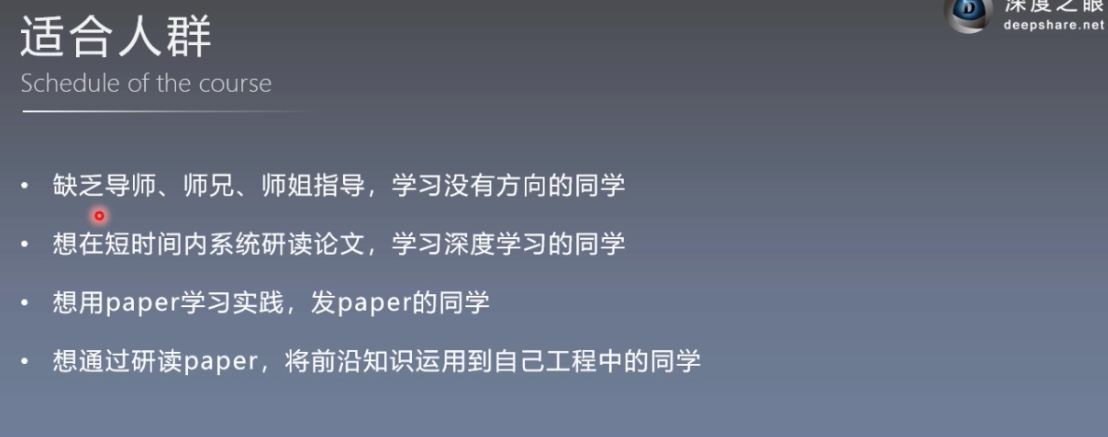 适合人群
深度之眼
deepshare.net
Schedule of the course
• 缺乏导师、师兄、师姐指导，学习没有方向的同学
• 想在短时间内系统研读论文，学习深度学习的同学
• 想用paper学习实践，发paper的同学
• 想通过研读paper，将前沿知识运用到自己工程中的同学